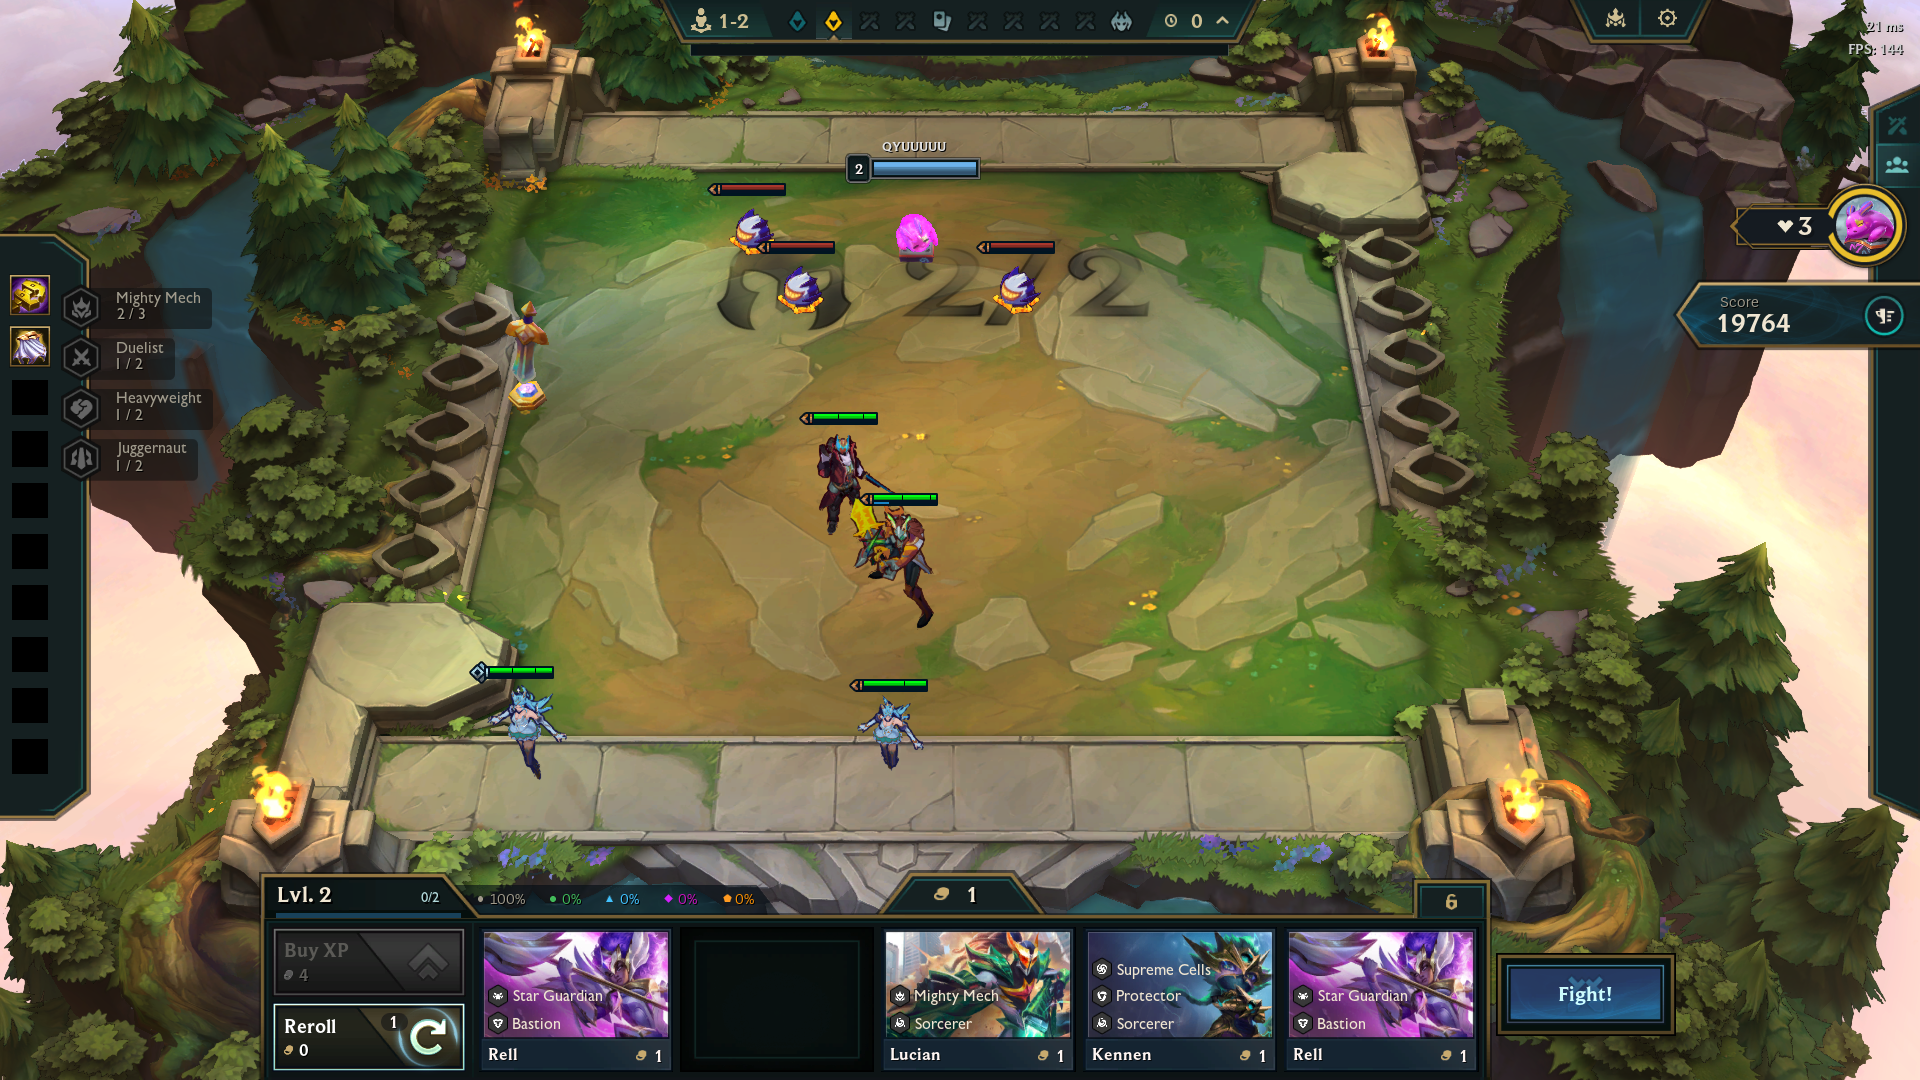 1-2
0
21 ms
FPS: 144
QYUUUUU
2
3
2/2
Score
19764
Mighty Mech
2 / 3
Duelist
1 / 2
Heavyweight
1 / 2
Juggernaut
1 / 2
Lvl. 2
0/2
100%
0%
0%
0%
0%
1
6
Buy XP
4
Reroll
1
0
Star Guardian
Bastion
Rell
1
Mighty Mech
Sorcerer
Lucian
1
Supreme Cells
Protector
Sorcerer
Kennen
1
Star Guardian
Bastion
Rell
1
Fight!